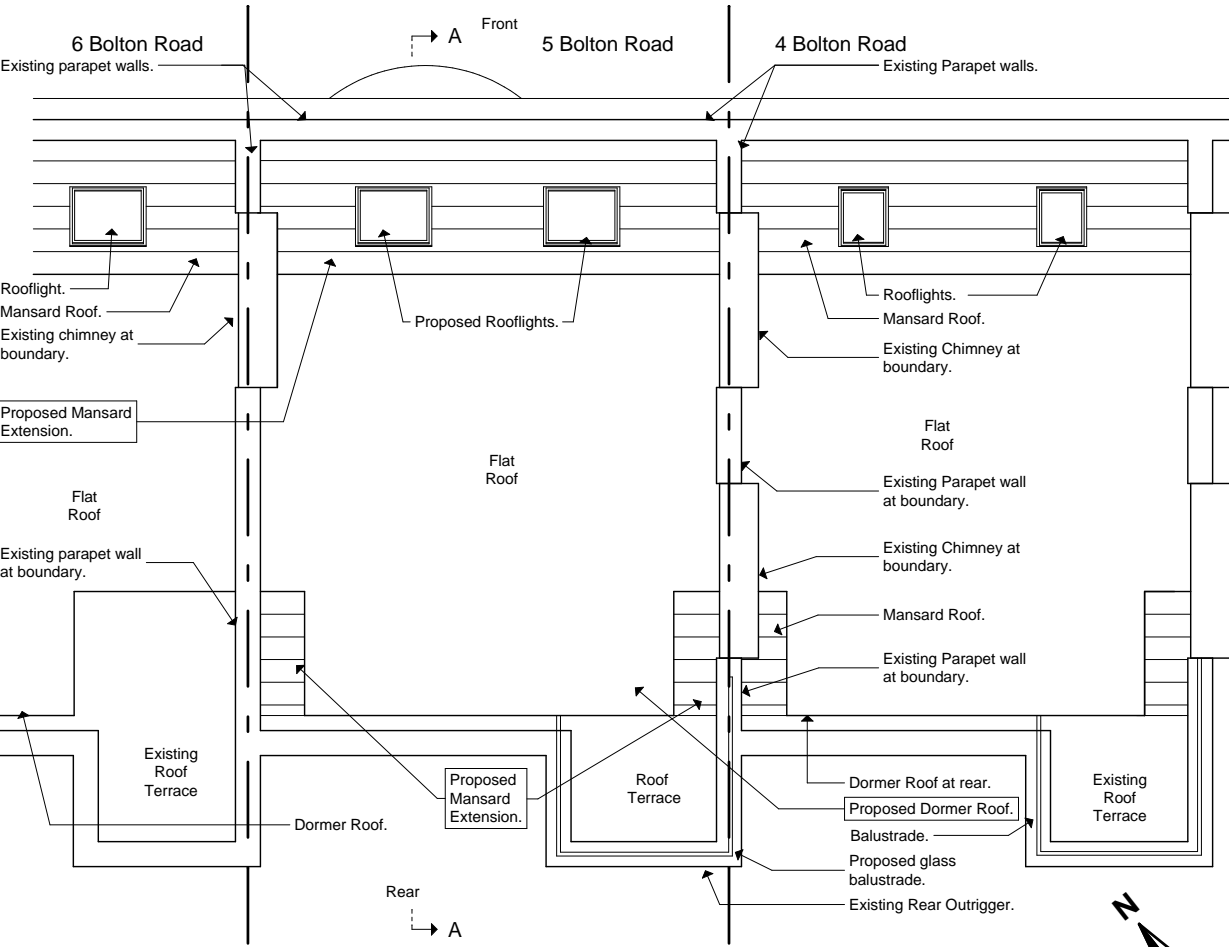 Front
A
6 Bolton Road
5 Bolton Road
4 Bolton Road
Existing parapet walls.
Existing Parapet walls.
Rooflight.
Mansard Roof.
Existing chimney at
boundary.
Proposed Rooflights.
Rooflights.
Mansard Roof.
Existing Chimney at
boundary.
Proposed Mansard
Extension.
Flat
Roof
Flat
Roof
Flat
Roof
Existing Parapet wall
at boundary.
Existing parapet wall
at boundary.
Existing Chimney at
boundary.
Mansard Roof.
Existing Parapet wall
at boundary.
Existing
Roof
Terrace
Proposed
Mansard
Extension.
Roof
Terrace
Dormer Roof at rear.
Proposed Dormer Roof.
Existing
Roof
Terrace
Dormer Roof.
Balustrade.
Proposed glass
balustrade.
Existing Rear Outrigger.
Rear
A
N